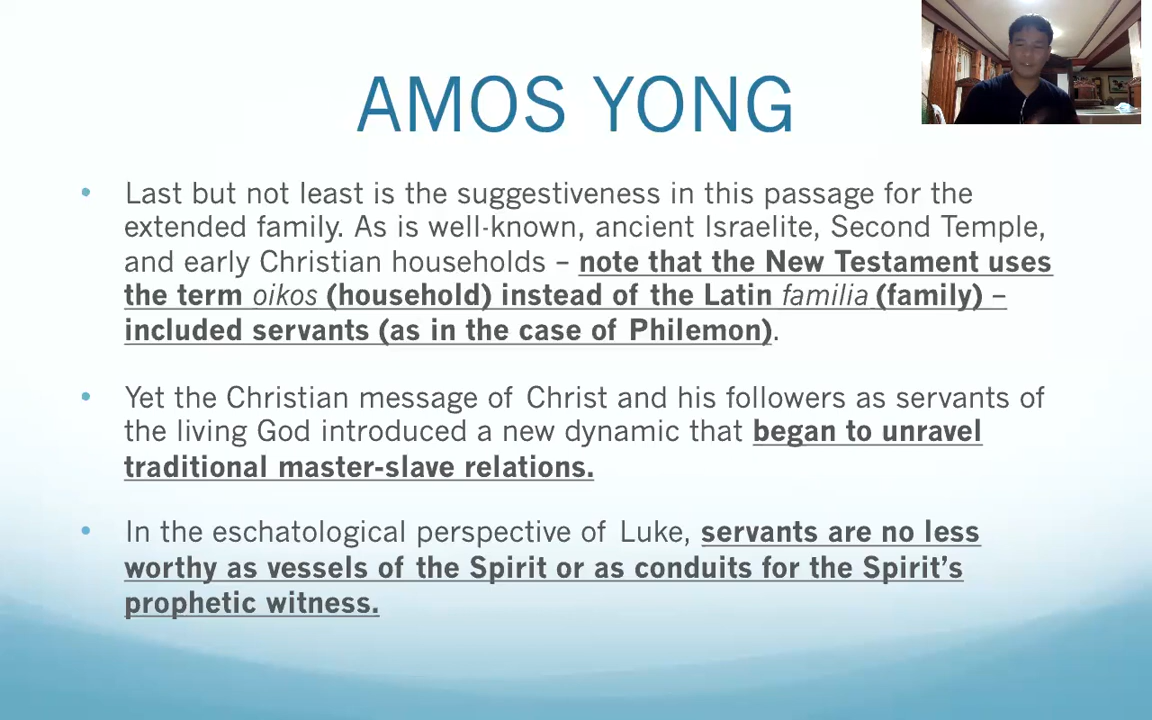 AMOS YONG
• Last but not least is the suggestiveness in this passage for the
extended family. As is well-known, ancient Israelite, Second Temple,
and early Christian households – note that the New Testament uses
the term oikos (household) instead of the Latin familia (family) –
included servants (as in the case of Philemon).
• Yet the Christian message of Christ and his followers as servants of
the living God introduced a new dynamic that began to unravel
traditional master-slave relations.
• In the eschatological perspective of Luke, servants are no less
worthy as vessels of the Spirit or as conduits for the Spirit’s
prophetic witness.